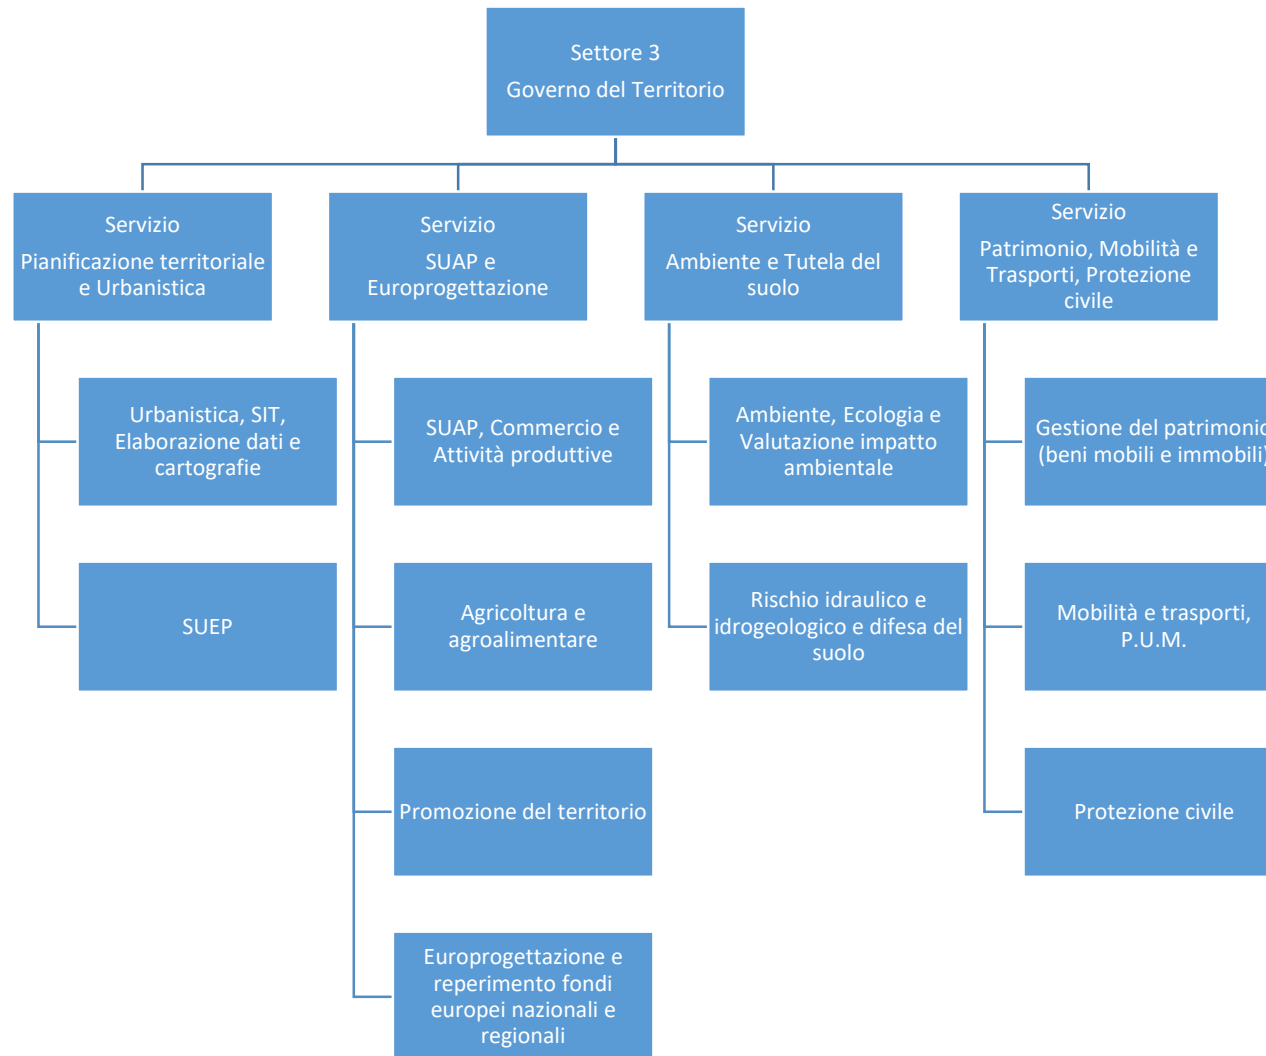 Settore 3
Governo del Territorio
Servizio
Pianificazione territoriale
e Urbanistica
Servizio
SUAP e
Europrogettazione
Servizio
Ambiente e Tutela del
suolo
Servizio
Patrimonio, Mobilità e
Trasporti, Protezione
civile
Urbanistica, SIT,
Elaborazione dati e
cartografie
SUEP
SUAP, Commercio e
Attività produttive
Agricoltura e
agroalimentare
Promozione del territorio
Europrogettazione e
reperimento fondi
europei nazionali e
regionali
Ambiente, Ecologia e
Valutazione impatto
ambientale
Rischio idraulico e
idrogeologico e difesa del
suolo
Gestione del patrimonio
(beni mobili e immobili)
Mobilità e trasporti,
P.U.M.
Protezione civile